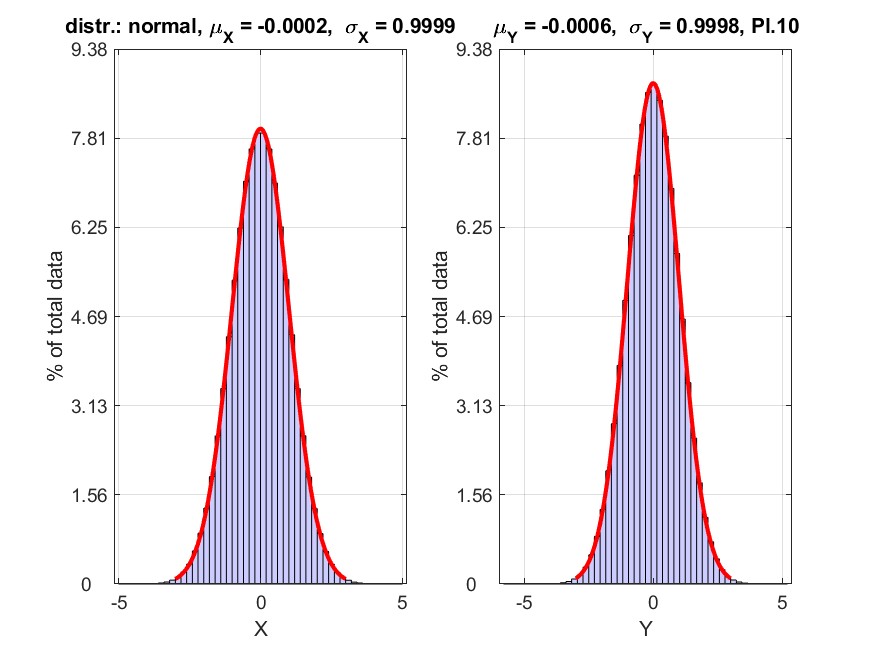 distr.: normal, μX = -0.0002, σX = 0.9999
μY = -0.0006, σY = 0.9998, Pl.10
9.38
7.81
6.25
4.69
3.13
1.56
0
% of total data
-5 0 5
X
9.38
7.81
6.25
4.69
3.13
1.56
0
% of total data
-5 0 5
Y